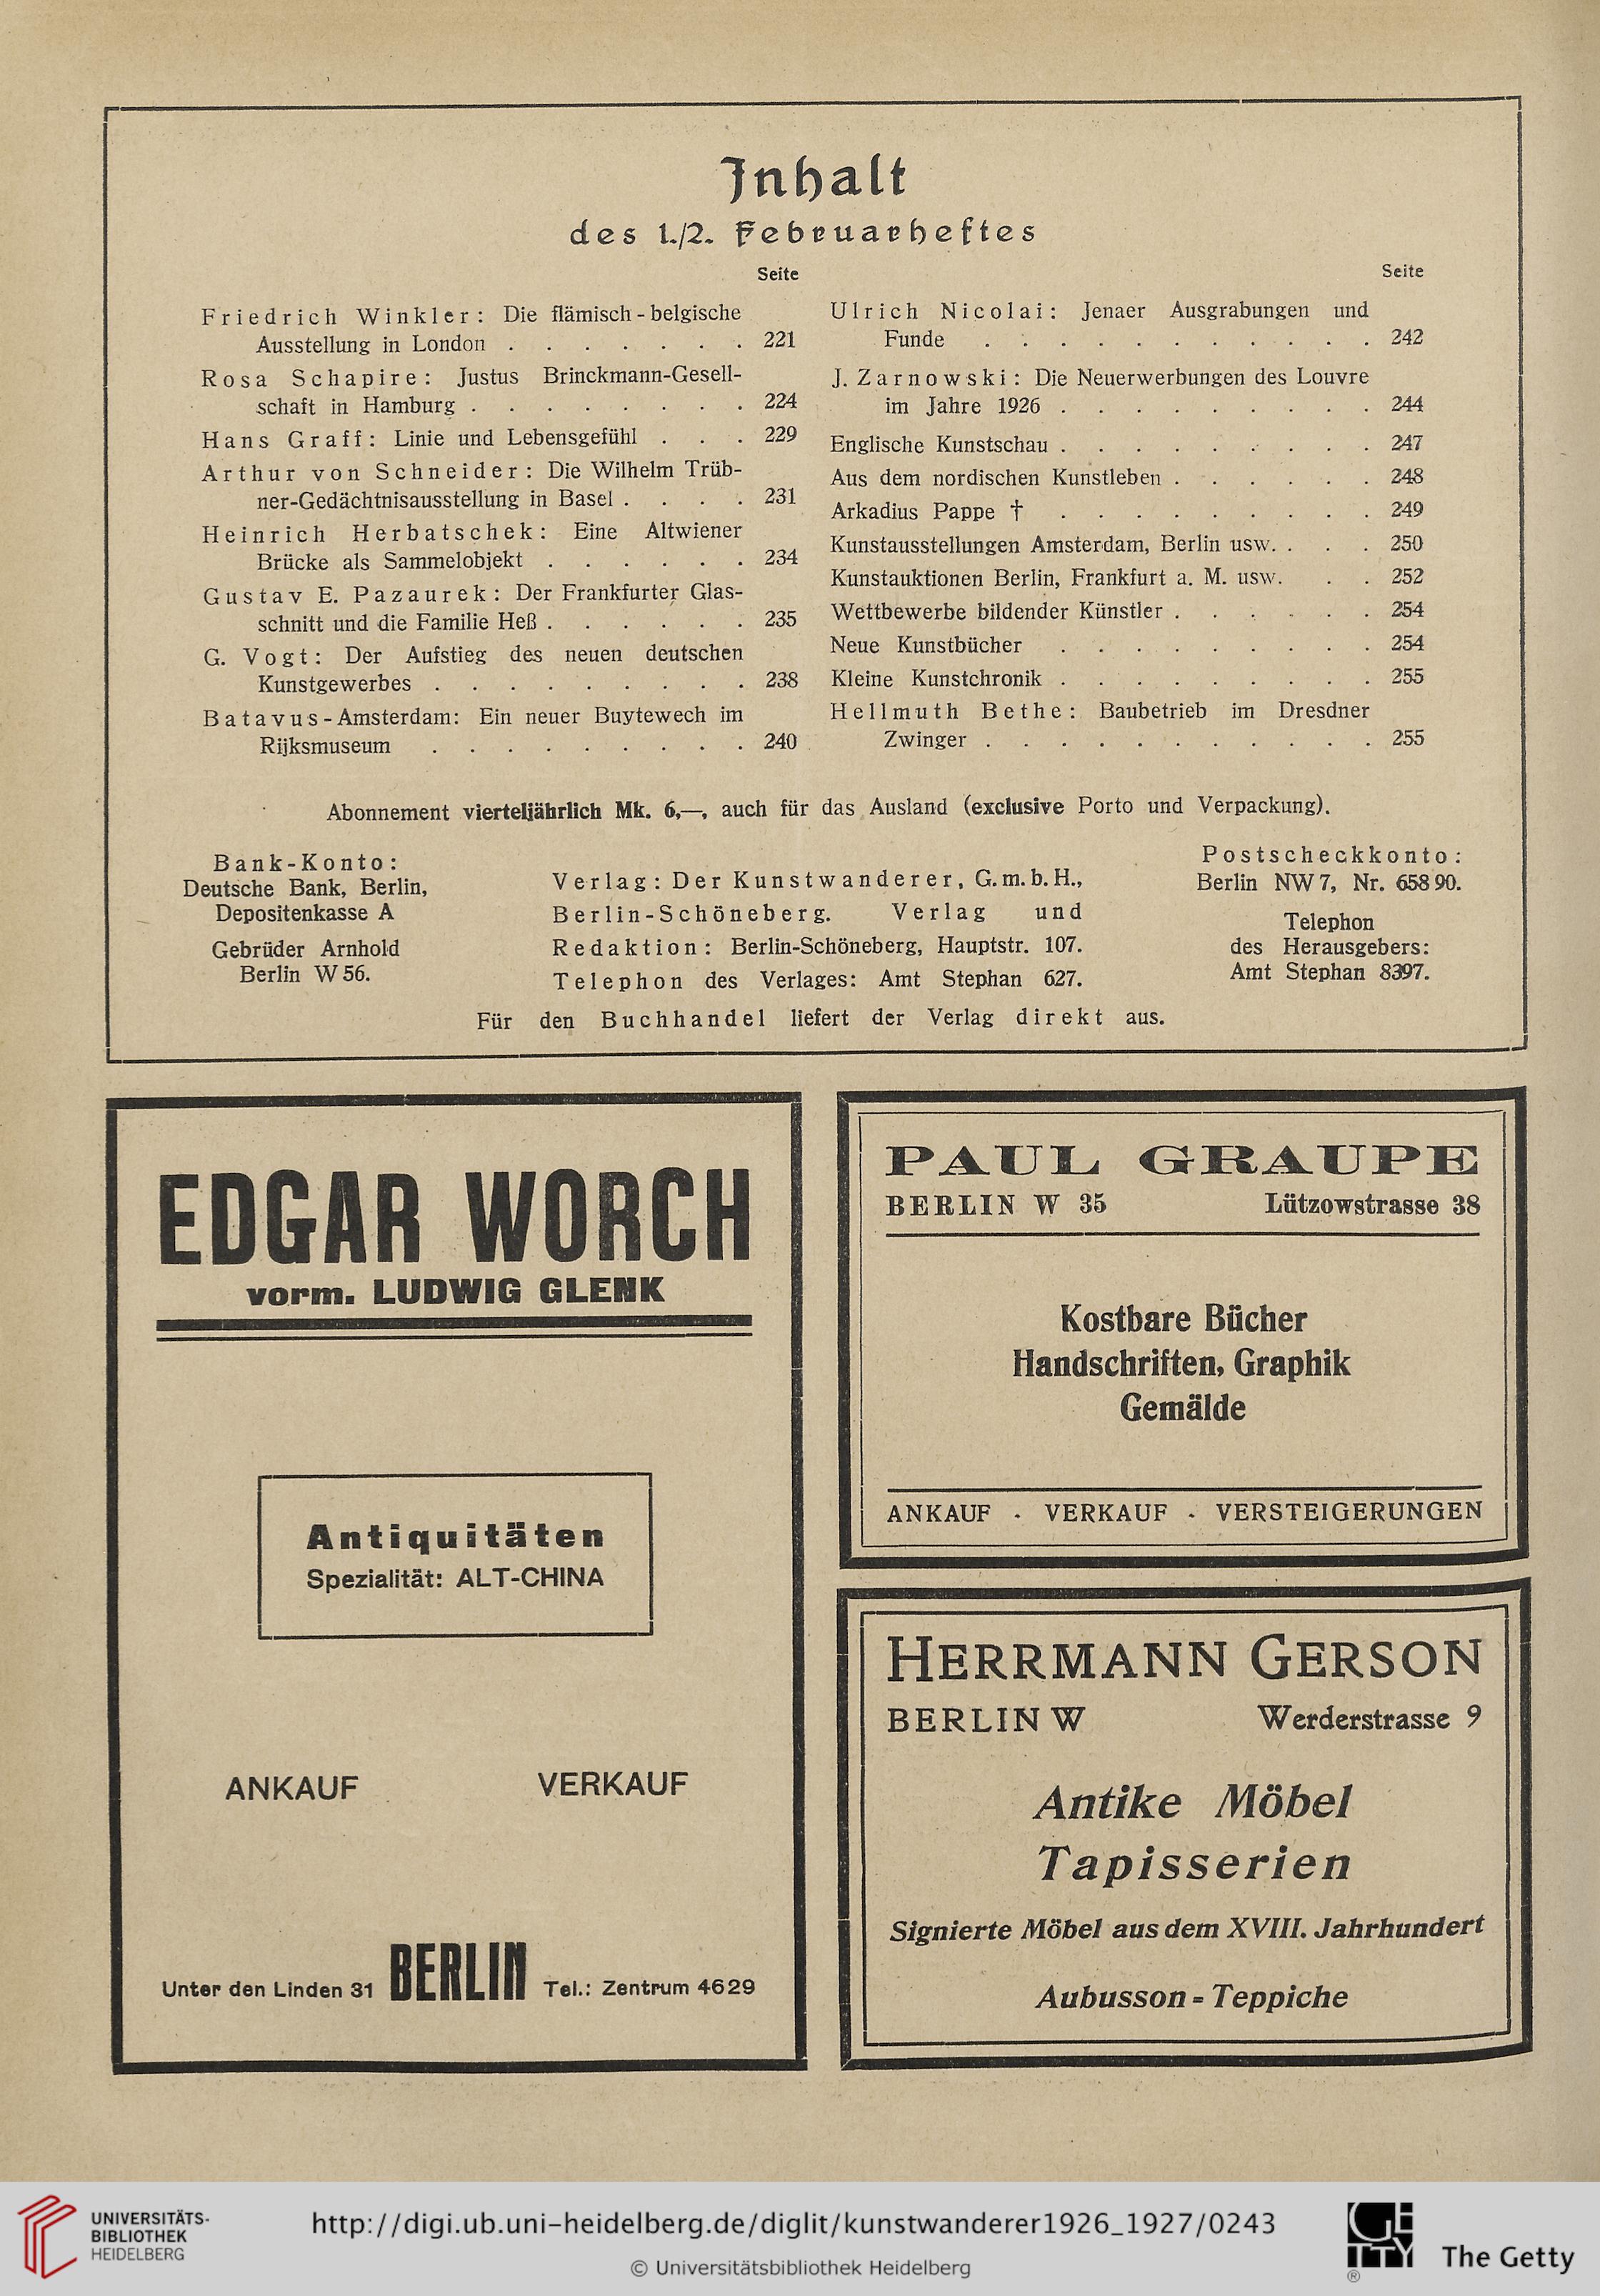 Inhalt
des 1./2. Februarheftes
Seite
Friedrich Winkler: Die flämisch-belgische
Ausstellung in London . . . . . . . 221
Rosa Schapire: Justus Brinckmann-Gesell-
schaft in Hamburg . . . . . . . . 224
Hans Graff: Linie und Lebensgefühl . . . 229
Arthur von Schneider: Die Wilhelm Trüb-
ner-Gedächtnisausstellung in Basel . . . . 231
Heinrich Herbatschek: Eine Altwiener
Brücke als Sammelobjekt . . . . . . 234
Gustav E. Pazaurek: Der Frankfurter Glas-
schnitt und die Familie Heß . . . . . . 235
G. Vogt: Der Aufstieg des neuen deutschen
Kunstgewerbes . . . . . . . . . 238
Batavus-Amsterdam: Ein neuer Buytewech im
Rijksmuseum . . . . . . . . . 240
Seite
Ulrich Nicolai: Jenaer Ausgrabungen und
Funde . . . . . . . . . . . 242
J. Zarnowski: Die Neuerwerbungen des Louvre
im Jahre 1926 . . . . . . . . . 244
Englische Kunstschau . . . . . . . . . 247
Aus dem nordischen Kunstleben . . . . . . 248
Arkadius Pappe † . . . . . . . . . 249
Kunstausstellungen Amsterdam, Berlin usw. . . . 250
Kunstauktionen Berlin, Frankfurt a. M. usw. . . 252
Wettbewerbe bildender Künstler . . . . . . 254
Neue Kunstbücher . . . . . . . . . 254
Kleine Kunstchronik . . . . . . . . . 255
Hellmuth Bethe: Baubetrieb im Dresdner
Zwinger . . . . . . . . . . . 255
Abonnement vierteljährlich Mk. 6,—, auch für das Ausland (exclusive Porto und Verpackung).
Bank-Konto:
Deutsche Bank, Berlin,
Depositenkasse A
Gebrüder Arnhold
Berlin W 56.
Verlag: Der Kunstwanderer, G.m.b.H.,
Berlin-Schöneberg. Verlag und
Redaktion: Berlin-Schöneberg, Hauptstr. 107.
Telephon des Verlages: Amt Stephan 627.
Postscheckkonto:
Berlin NW 7, Nr. 658 90.
Telephon
des Herausgebers:
Amt Stephan 8397.
Für den Buchhandel liefert der Verlag direkt aus.
EDGAR WORCH
vorm. LUDWIG GLENK
Antiquitäten
Spezialität: ALT-CHINA
ANKAUF VERKAUF
Unter den Linden 31 BERLIN Tel.: Zentrum 4629
PAUL GRAUPE
BERLIN W 35 Lützowstrasse 38
Kostbare Bücher
Handschriften, Graphik
Gemälde
ANKAUF · VERKAUF · VERSTEIGERUNGEN
HERRMANN GERSON
BERLIN W Werderstrasse 9
Antike Möbel
Tapisserien
Signierte Möbel aus dem XVIII. Jahrhundert
Aubusson-Teppiche
UNIVERSITÄTS-
BIBLIOTHEK
HEIDELBERG
http://digi.ub.uni-heidelberg.de/diglit/kunstwanderer1926_1927/0243
© Universitätsbibliothek Heidelberg
GETTY
®
The Getty